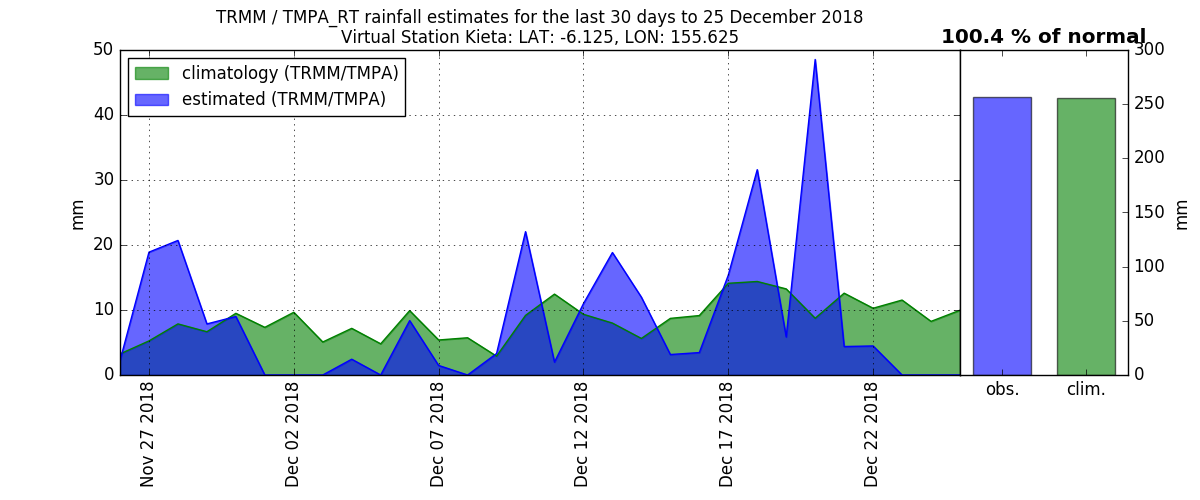 TRMM / TMPA_RT rainfall estimates for the last 30 days to 25 December 2018
Virtual Station Kieta: LAT: -6.125, LON: 155.625
100.4 % of normal
climatology (TRMM/TMPA)
estimated (TRMM/TMPA)
50
40
30
20
10
0
mm
Nov 27 2018
Dec 02 2018
Dec 07 2018
Dec 12 2018
Dec 17 2018
Dec 22 2018
300
250
200
150
100
50
0
mm
obs.
clim.